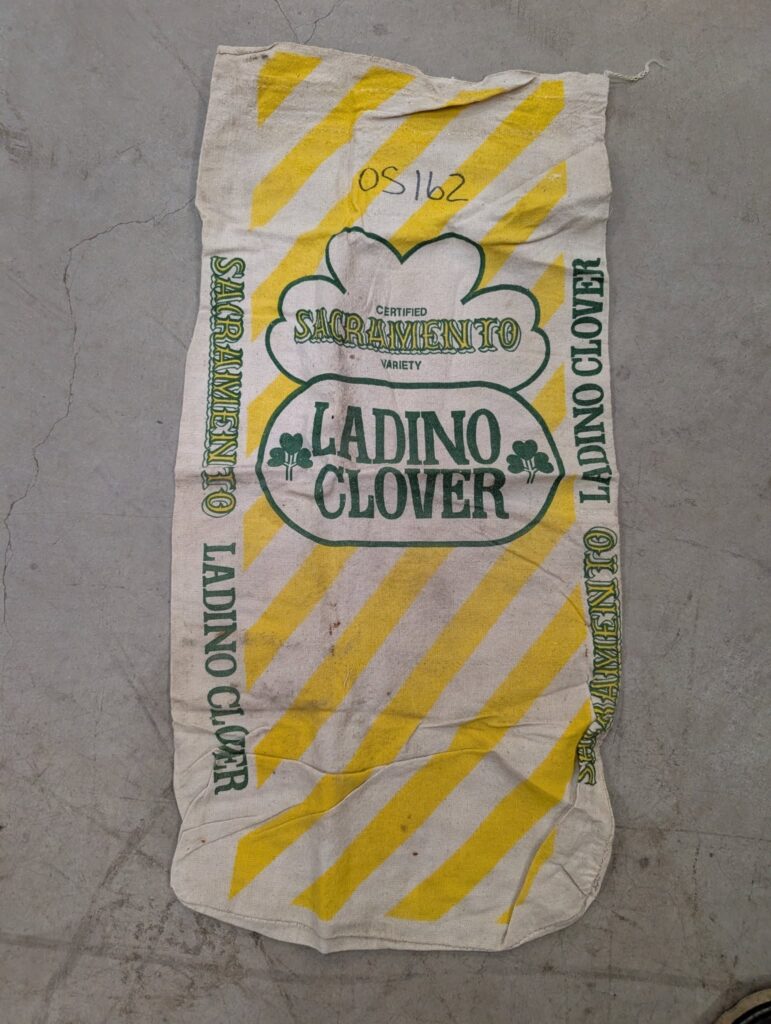 OS162
CERTIFIED
SACRAMENTO
VARIETY
LADINO
CLOVER
SACRAMENTO LADINO CLOVER
SACRAMENTO LADINO CLOVER